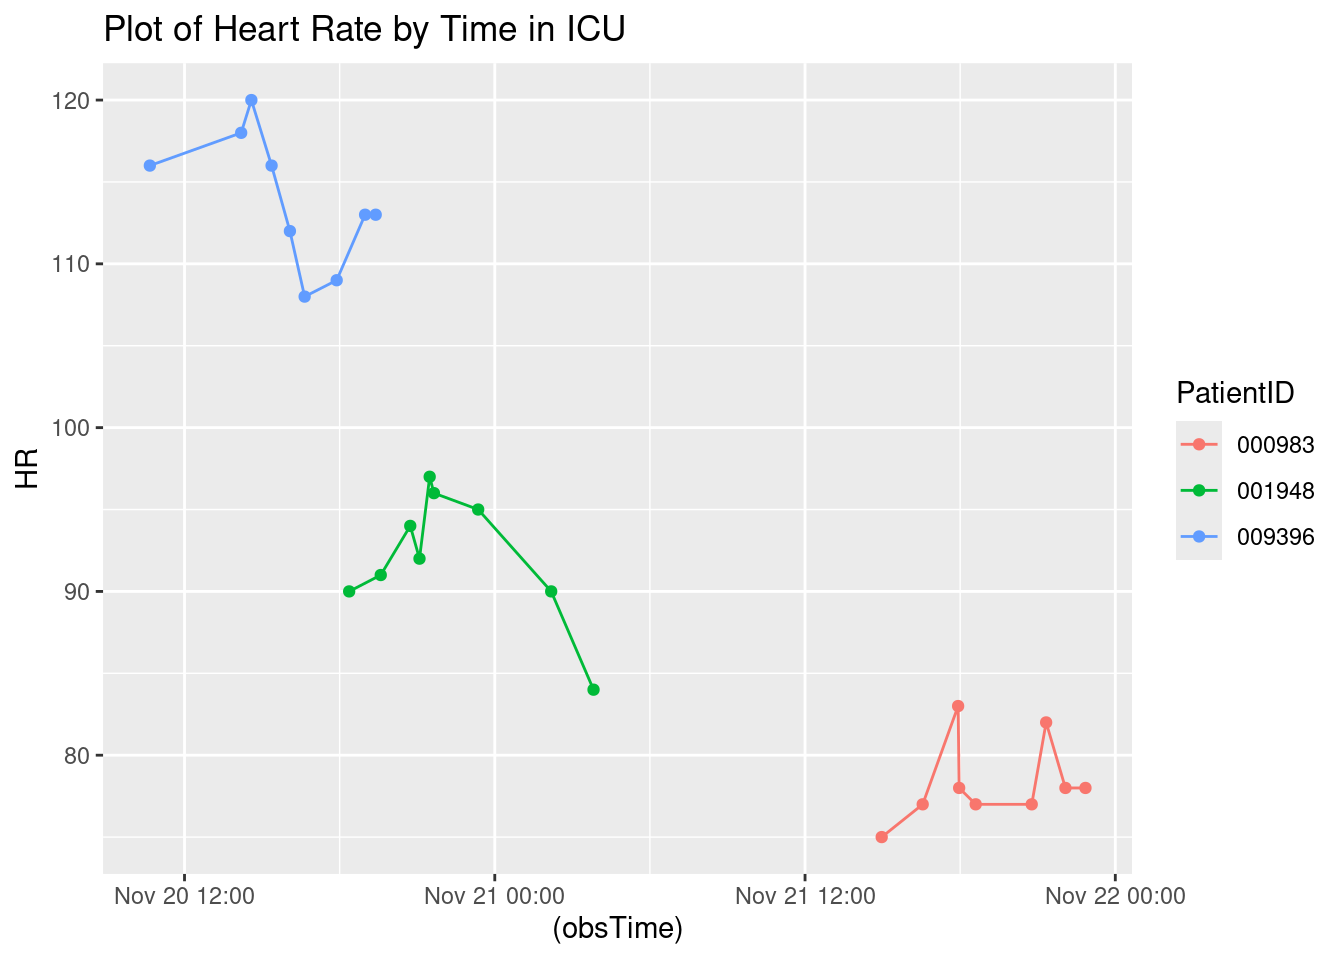 Plot of Heart Rate by Time in ICU
120
110
100
90
80
HR
Nov 20 12:00 Nov 21 00:00 Nov 21 12:00 Nov 22 00:00
(obsTime)
PatientID
000983
001948
009396